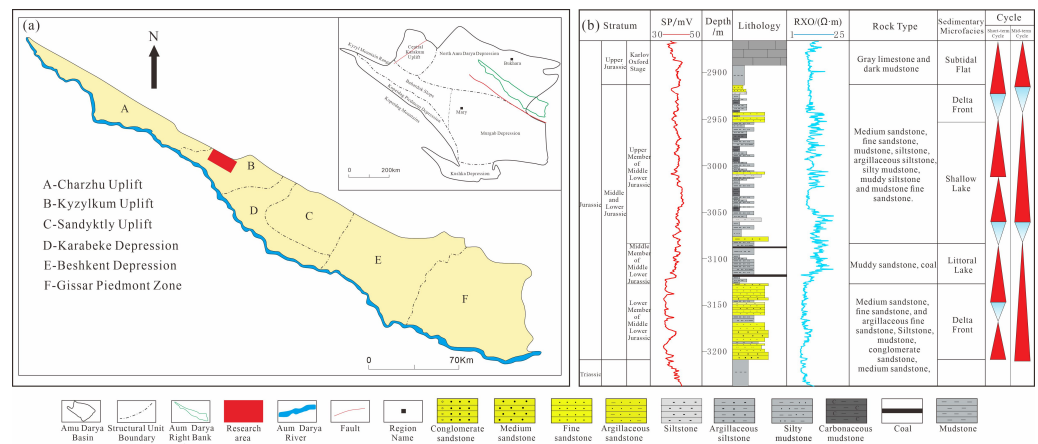 (a)
N
A
B
C
D
E
F
A-Charzhu Uplift
B-Kyzylkum Uplift
C-Sandyktly Uplift
D-Karabeke Depression
E-Beshkent Depression
F-Gissar Piedmont Zone
0 70Km
Central
Karakum
Uplift
North Amu Darya Depression
Bukhara
Mary
Murgab Depression
Kushka Depression
0 200km
(b)
Stratum
SP/mV
30 50
Depth
/m
Lithology
RXO/(Ω·m)
1 25
Rock Type
Sedimentary
Microfacies
Cycle
Short-term
Cycle
Mid-term
Cycle
Upper
Jurassic
Karlov
Oxford
Stage
Jurassic
Middle
and
Lower
Jurassic
Upper
Member
of
Middle
Lower
Jurassic
Middle
Member
of
Middle
Lower
Jurassic
Lower
Member
of
Middle
Lower
Jurassic
Triassic
2900
2950
3000
3050
3100
3150
3200
Gray limestone and
dark mudstone
Medium sandstone,
fine sandstone,
mudstone, siltstone,
argillaceous siltstone,
silty mudstone,
muddy siltstone
and mudstone fine
sandstone.
Muddy sandstone, coal
Medium sandstone,
fine sandstone, and
argillaceous fine
sandstone, Siltstone,
mudstone,
conglomerate
sandstone,
medium sandstone,
Subtidal
Flat
Delta
Front
Shallow
Lake
Littoral
Lake
Delta
Front
Amu Darya
Basin
Structural Unit
Boundary
Aum Darya
Right Bank
Research
area
Aum Darya
River
Fault
Region
Name
Conglomerate
sandstone
Medium
sandstone
Fine
sandstone
Argillaceous
sandstone
Siltstone
Argillaceous
siltstone
Silty
mudstone
Carbonaceous
mudstone
Coal
Mudstone